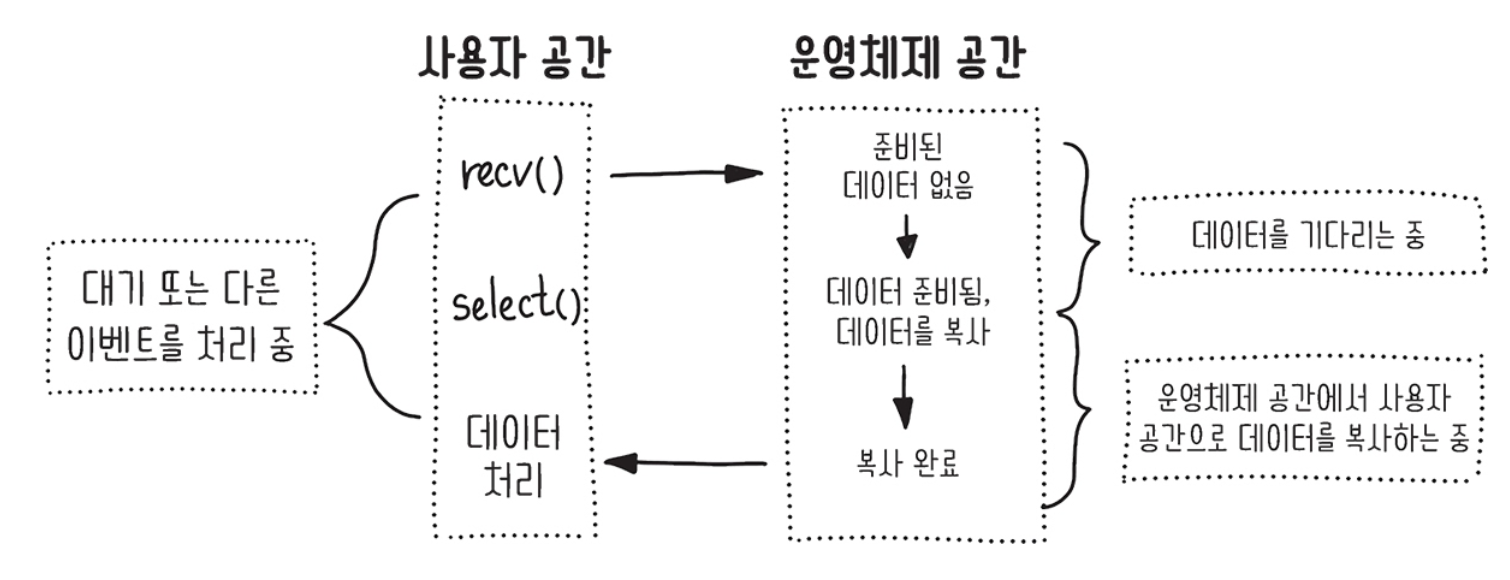 사용자 공간
운영체제 공간
recv()
준비된
데이터 없음
데이터를 기다리는 중
대기 또는 다른
이벤트를 처리 중
select()
데이터 준비됨,
데이터를 복사
운영체제 공간에서 사용자
공간으로 데이터를 복사하는 중
데이터
처리
복사 완료